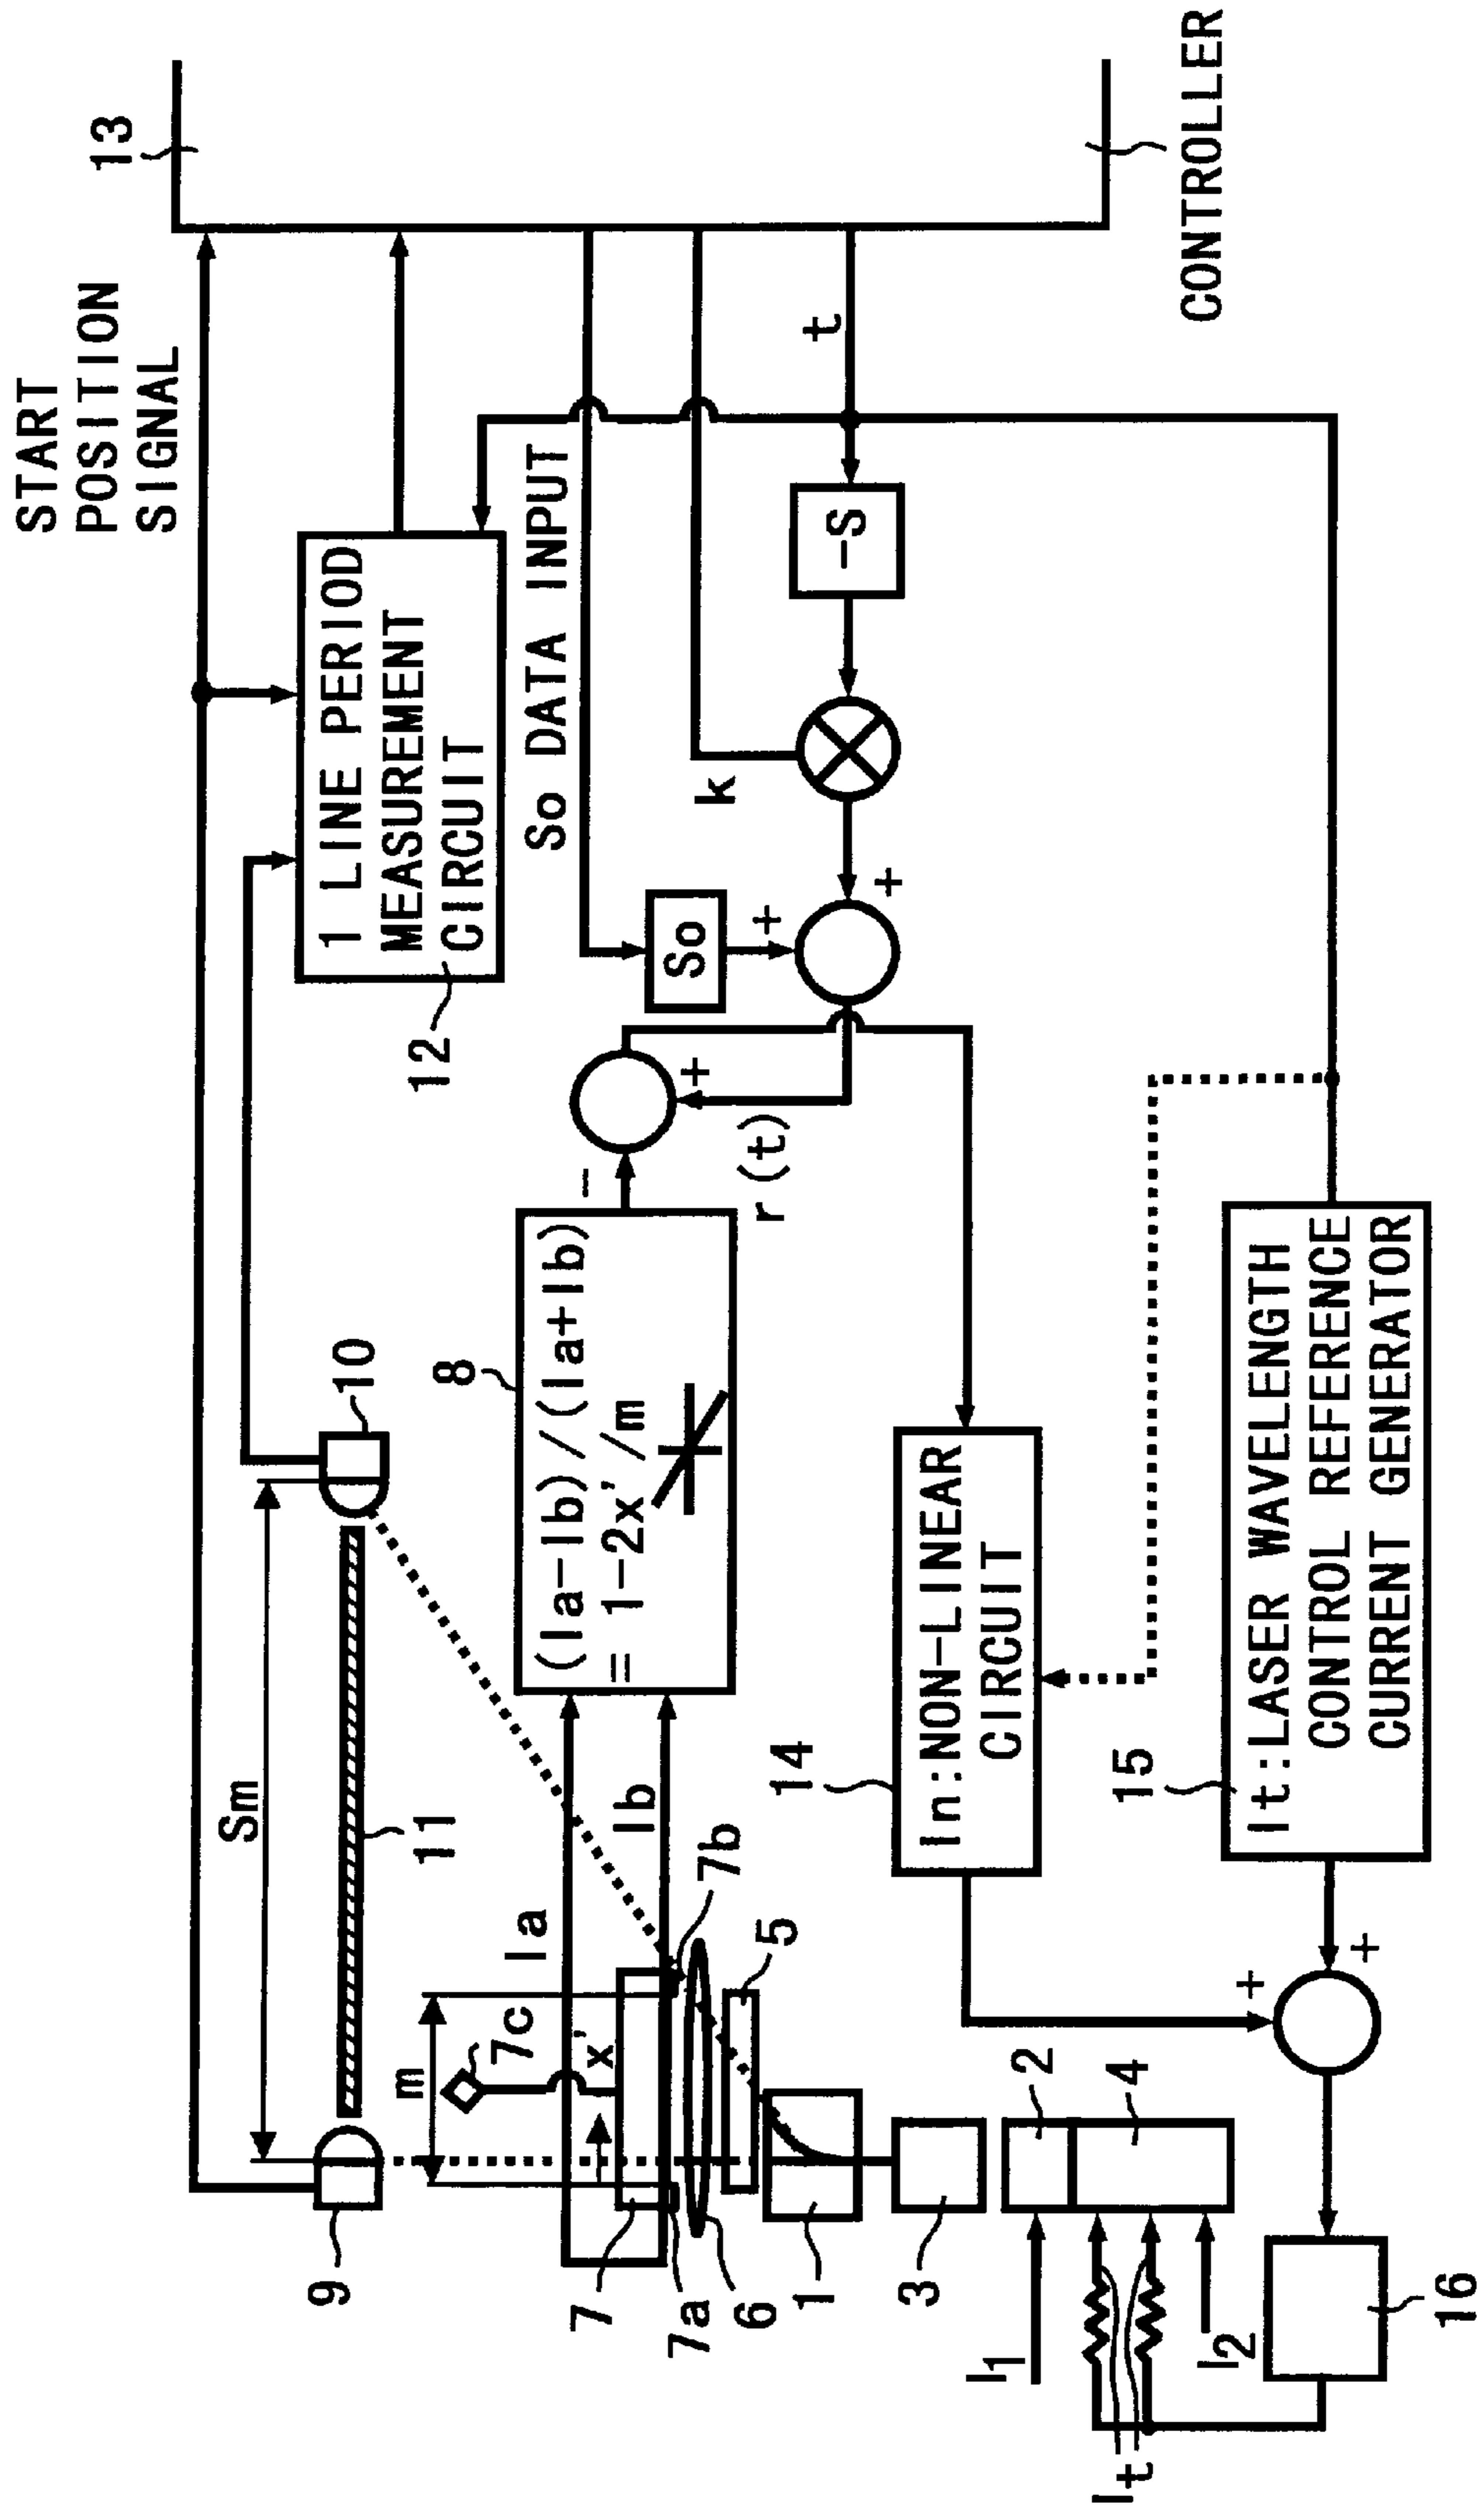 START
POSITION
SIGNAL
13
CONTROLLER
1 LINE PERIOD
MEASUREMENT
CIRCUIT
12
So DATA INPUT
So
+
+
k
-S
t
r(t)
+
-
8
(Ia-Ib)/(Ia+Ib)
= 1-2x'/m
10
Sm
11
9
m
7c
x'
Ia
Ib
7b
5
7
7a
6
1
3
2
4
I1
It
I2
14
In:NON-LINEAR
CIRCUIT
15
It:LASER WAVELENGTH
CONTROL REFERENCE
CURRENT GENERATOR
+
+
16